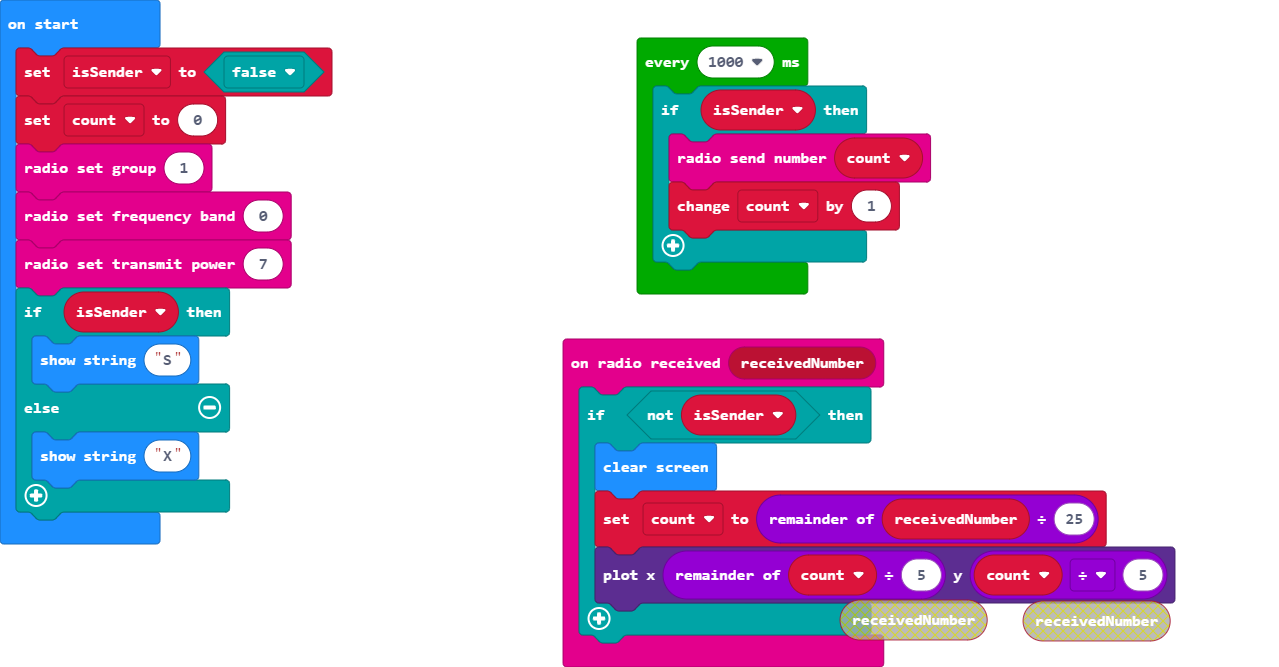 on start
set isSender to false
set count to 0
radio set group 1
radio set frequency band 0
radio set transmit power 7
if isSender then
show string "S"
else
show string "X"
every 1000 ms
if isSender then
radio send number count
change count by 1
on radio received receivedNumber
if not isSender then
clear screen
set count to remainder of receivedNumber ÷ 25
plot x remainder of count ÷ 5 y count ÷ 5
receivedNumber receivedNumber